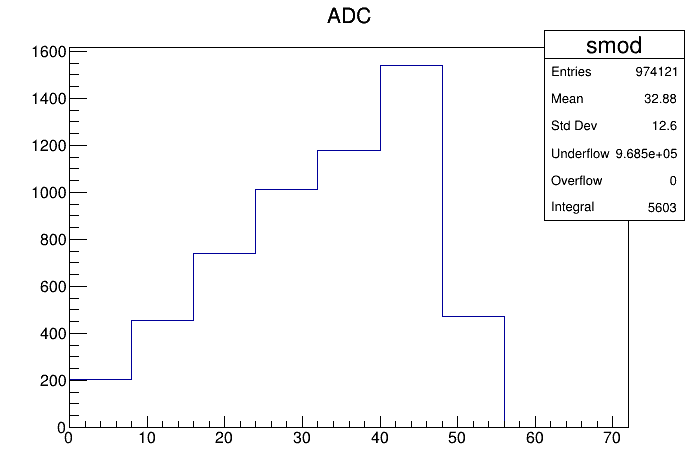 ADC
smod
Entries 974121
Mean 32.88
Std Dev 12.6
Underflow 9.685e+05
Overflow 0
Integral 5603
1600
1400
1200
1000
800
600
400
200
0
0 10 20 30 40 50 60 70